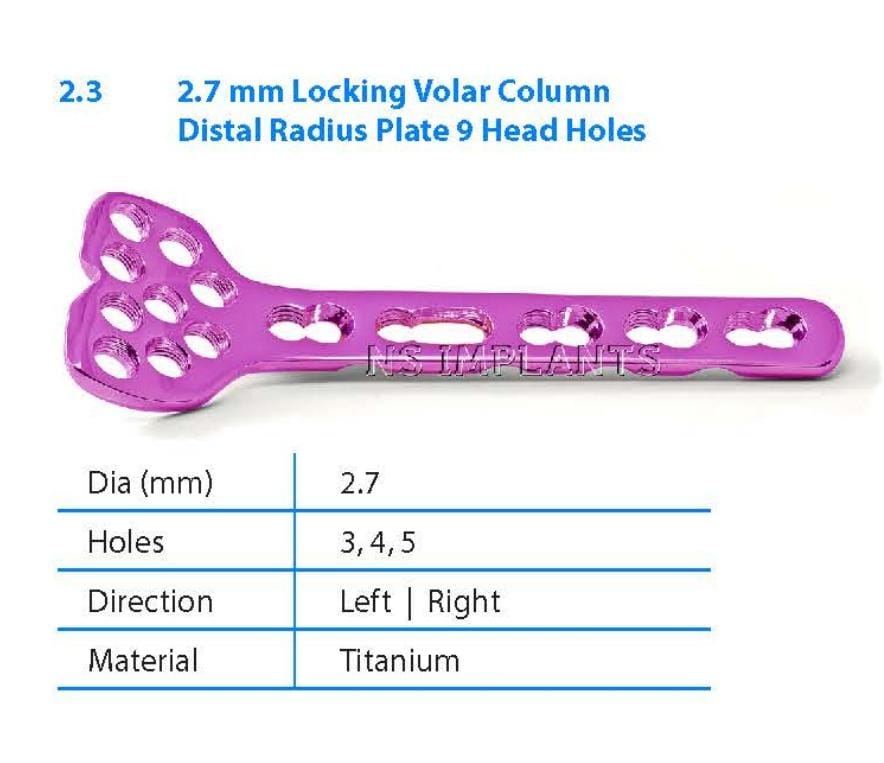 2.3 2.7 mm Locking Volar Column
Distal Radius Plate 9 Head Holes
NS IMPLANTS
Dia (mm) 2.7
Holes 3, 4, 5
Direction Left | Right
Material Titanium